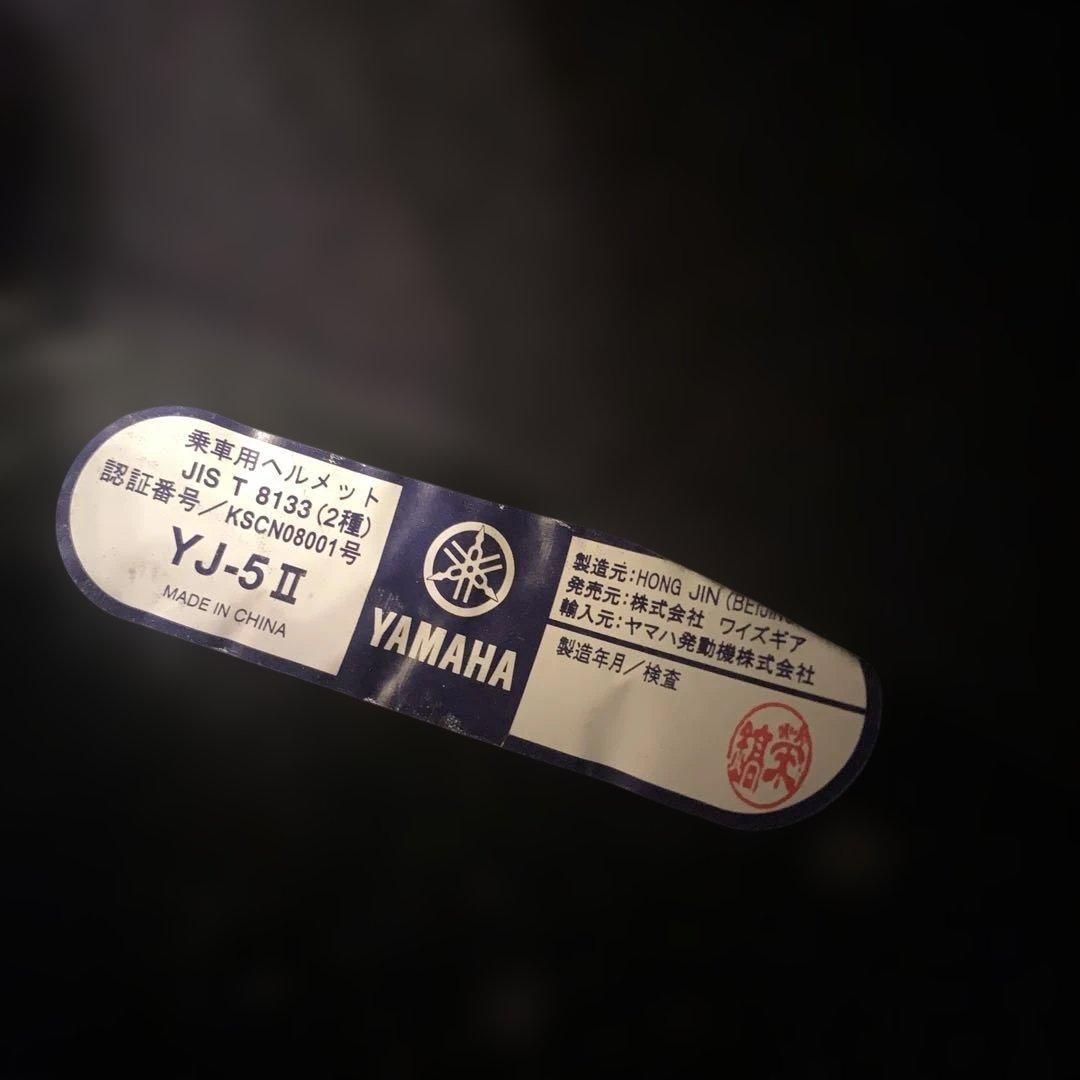 乗車用ヘルメット
JIS T 8133(2種)
認証番号/KSCN08001号
YJ-5Ⅱ
MADE IN CHINA
YAMAHA
製造元:HONG JIN (BEIJING
発売元:株式会社 ワイズギア
輸入元:ヤマハ発動機株式会社
製造年月/検査